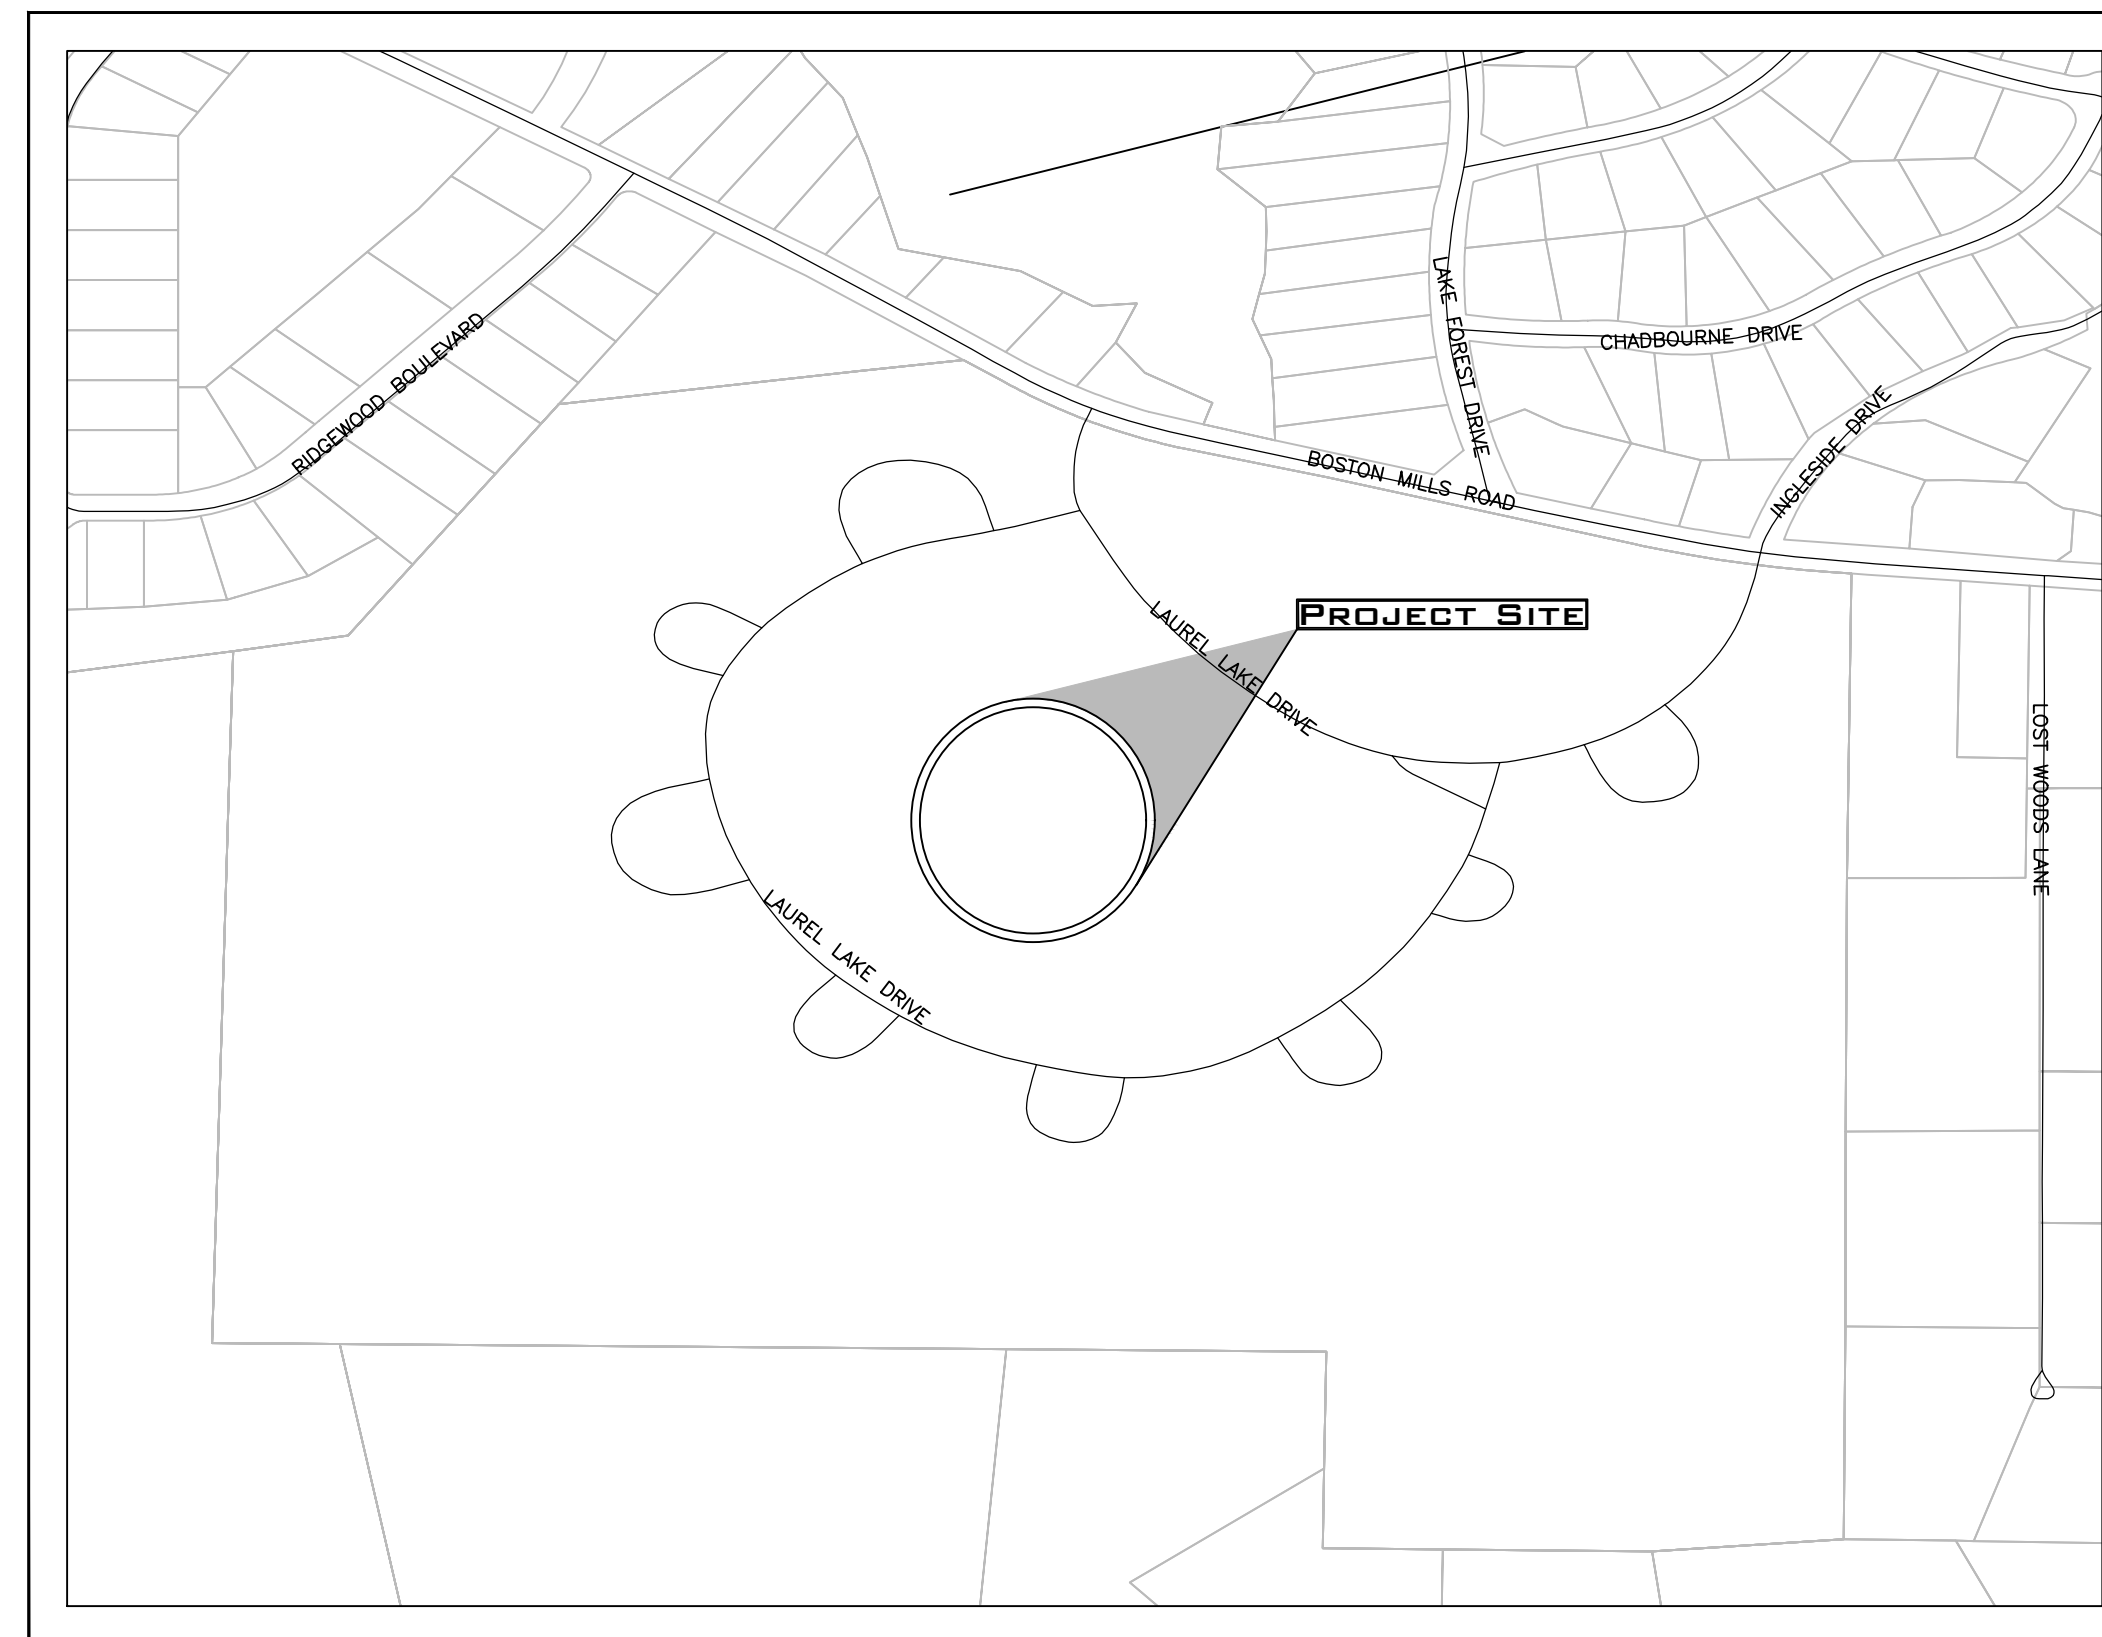 LAKE FOREST DRIVE
RIDGEWOOD BOULEVARD
CHADBOURNE DRIVE
INGLESIDE DRIVE
BOSTON MILLS ROAD
PROJECT SITE
LAUREL LAKE DRIVE
LOST WOODS LANE
LAUREL LAKE DRIVE